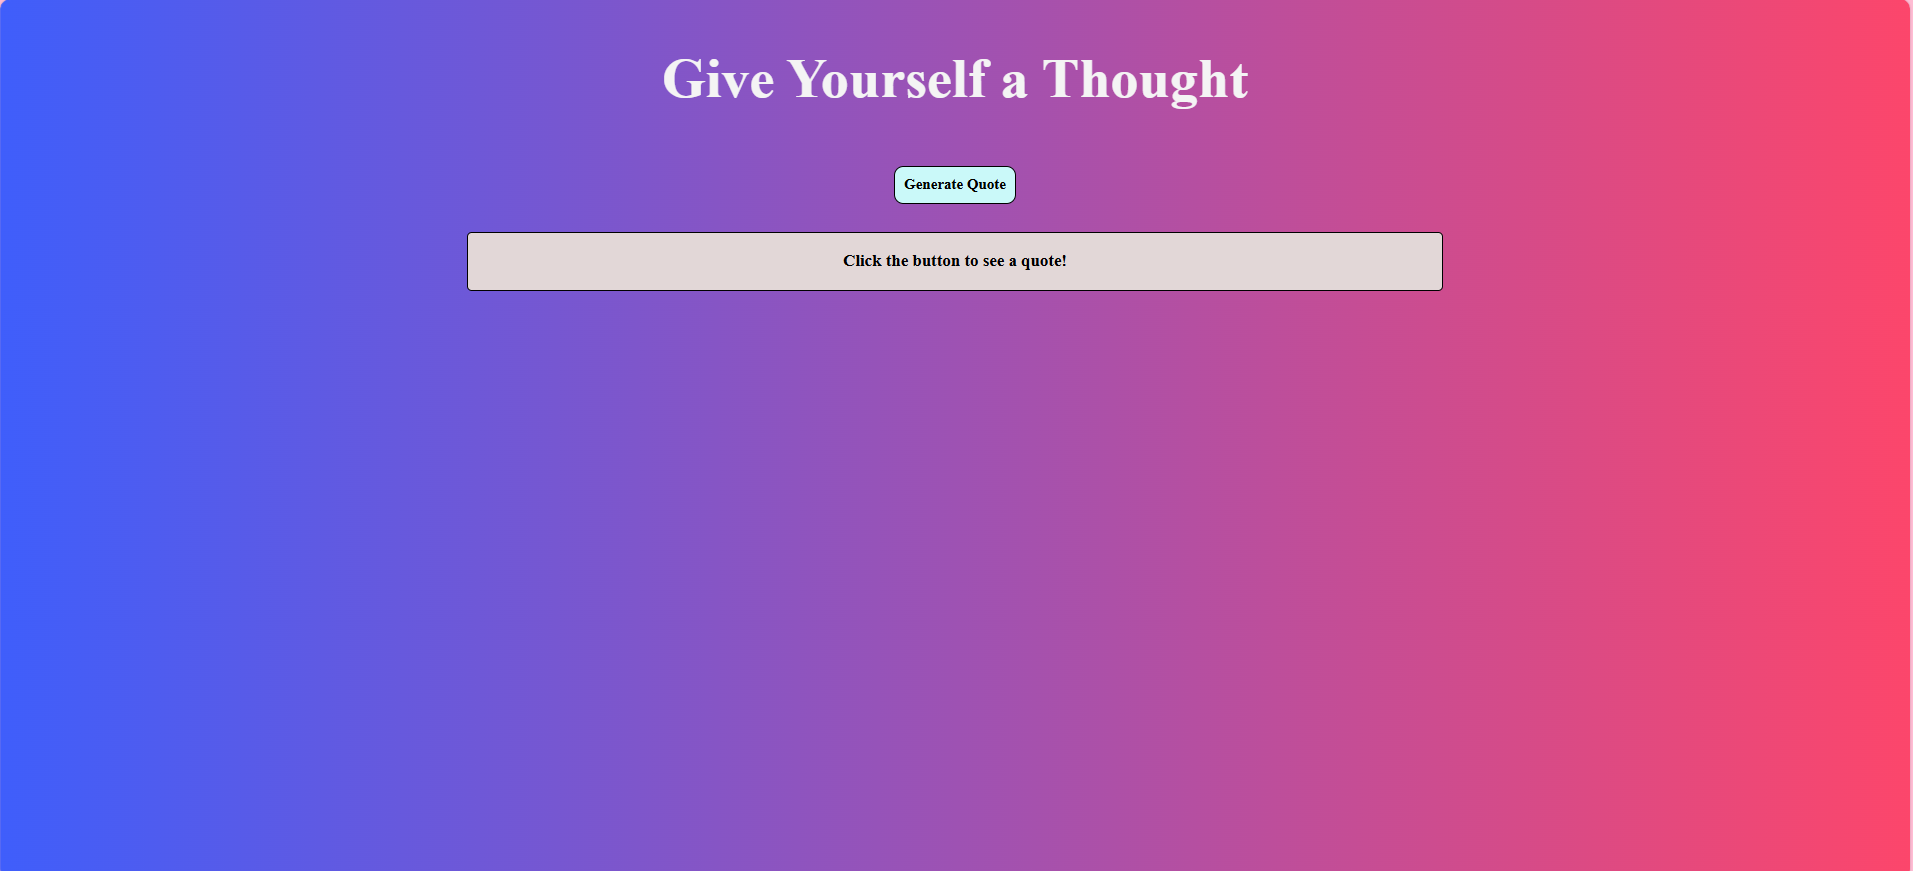 Give Yourself a Thought
Generate Quote
Click the button to see a quote!